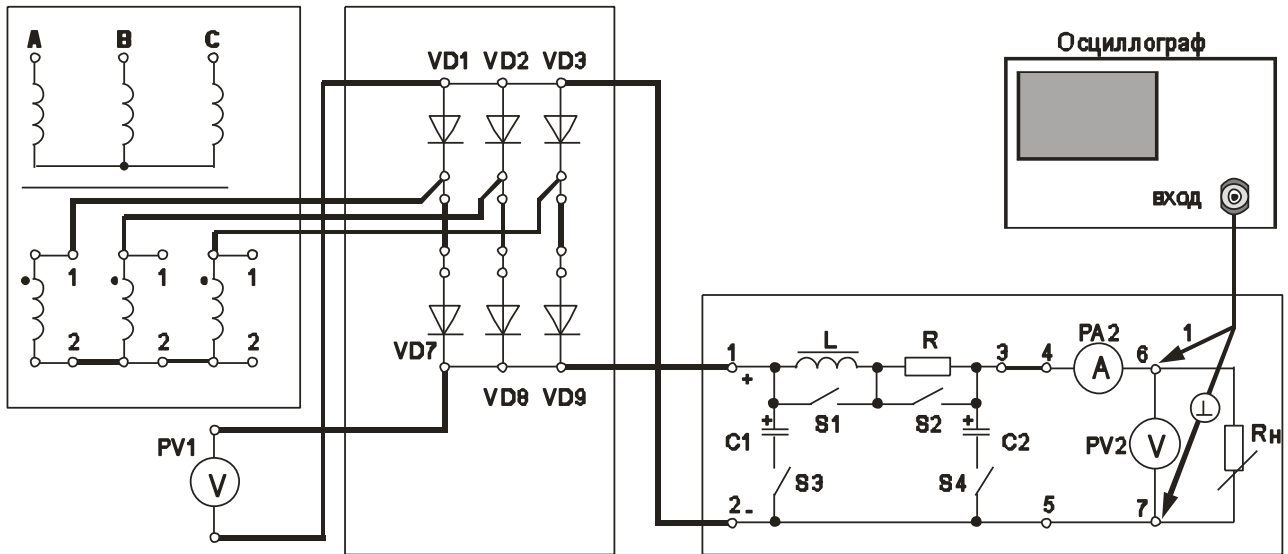 A B C
1 1 1
2 2 2
PV1
V
VD1 VD2 VD3
VD7
VD8 VD9
Осциллограф
ВХОД
1
+
L
R
3
4
PA2
A
6
1
⊥
S1
S2
+
C1
S3
+
C2
S4
PV2
V
Rн
2 -
5
7